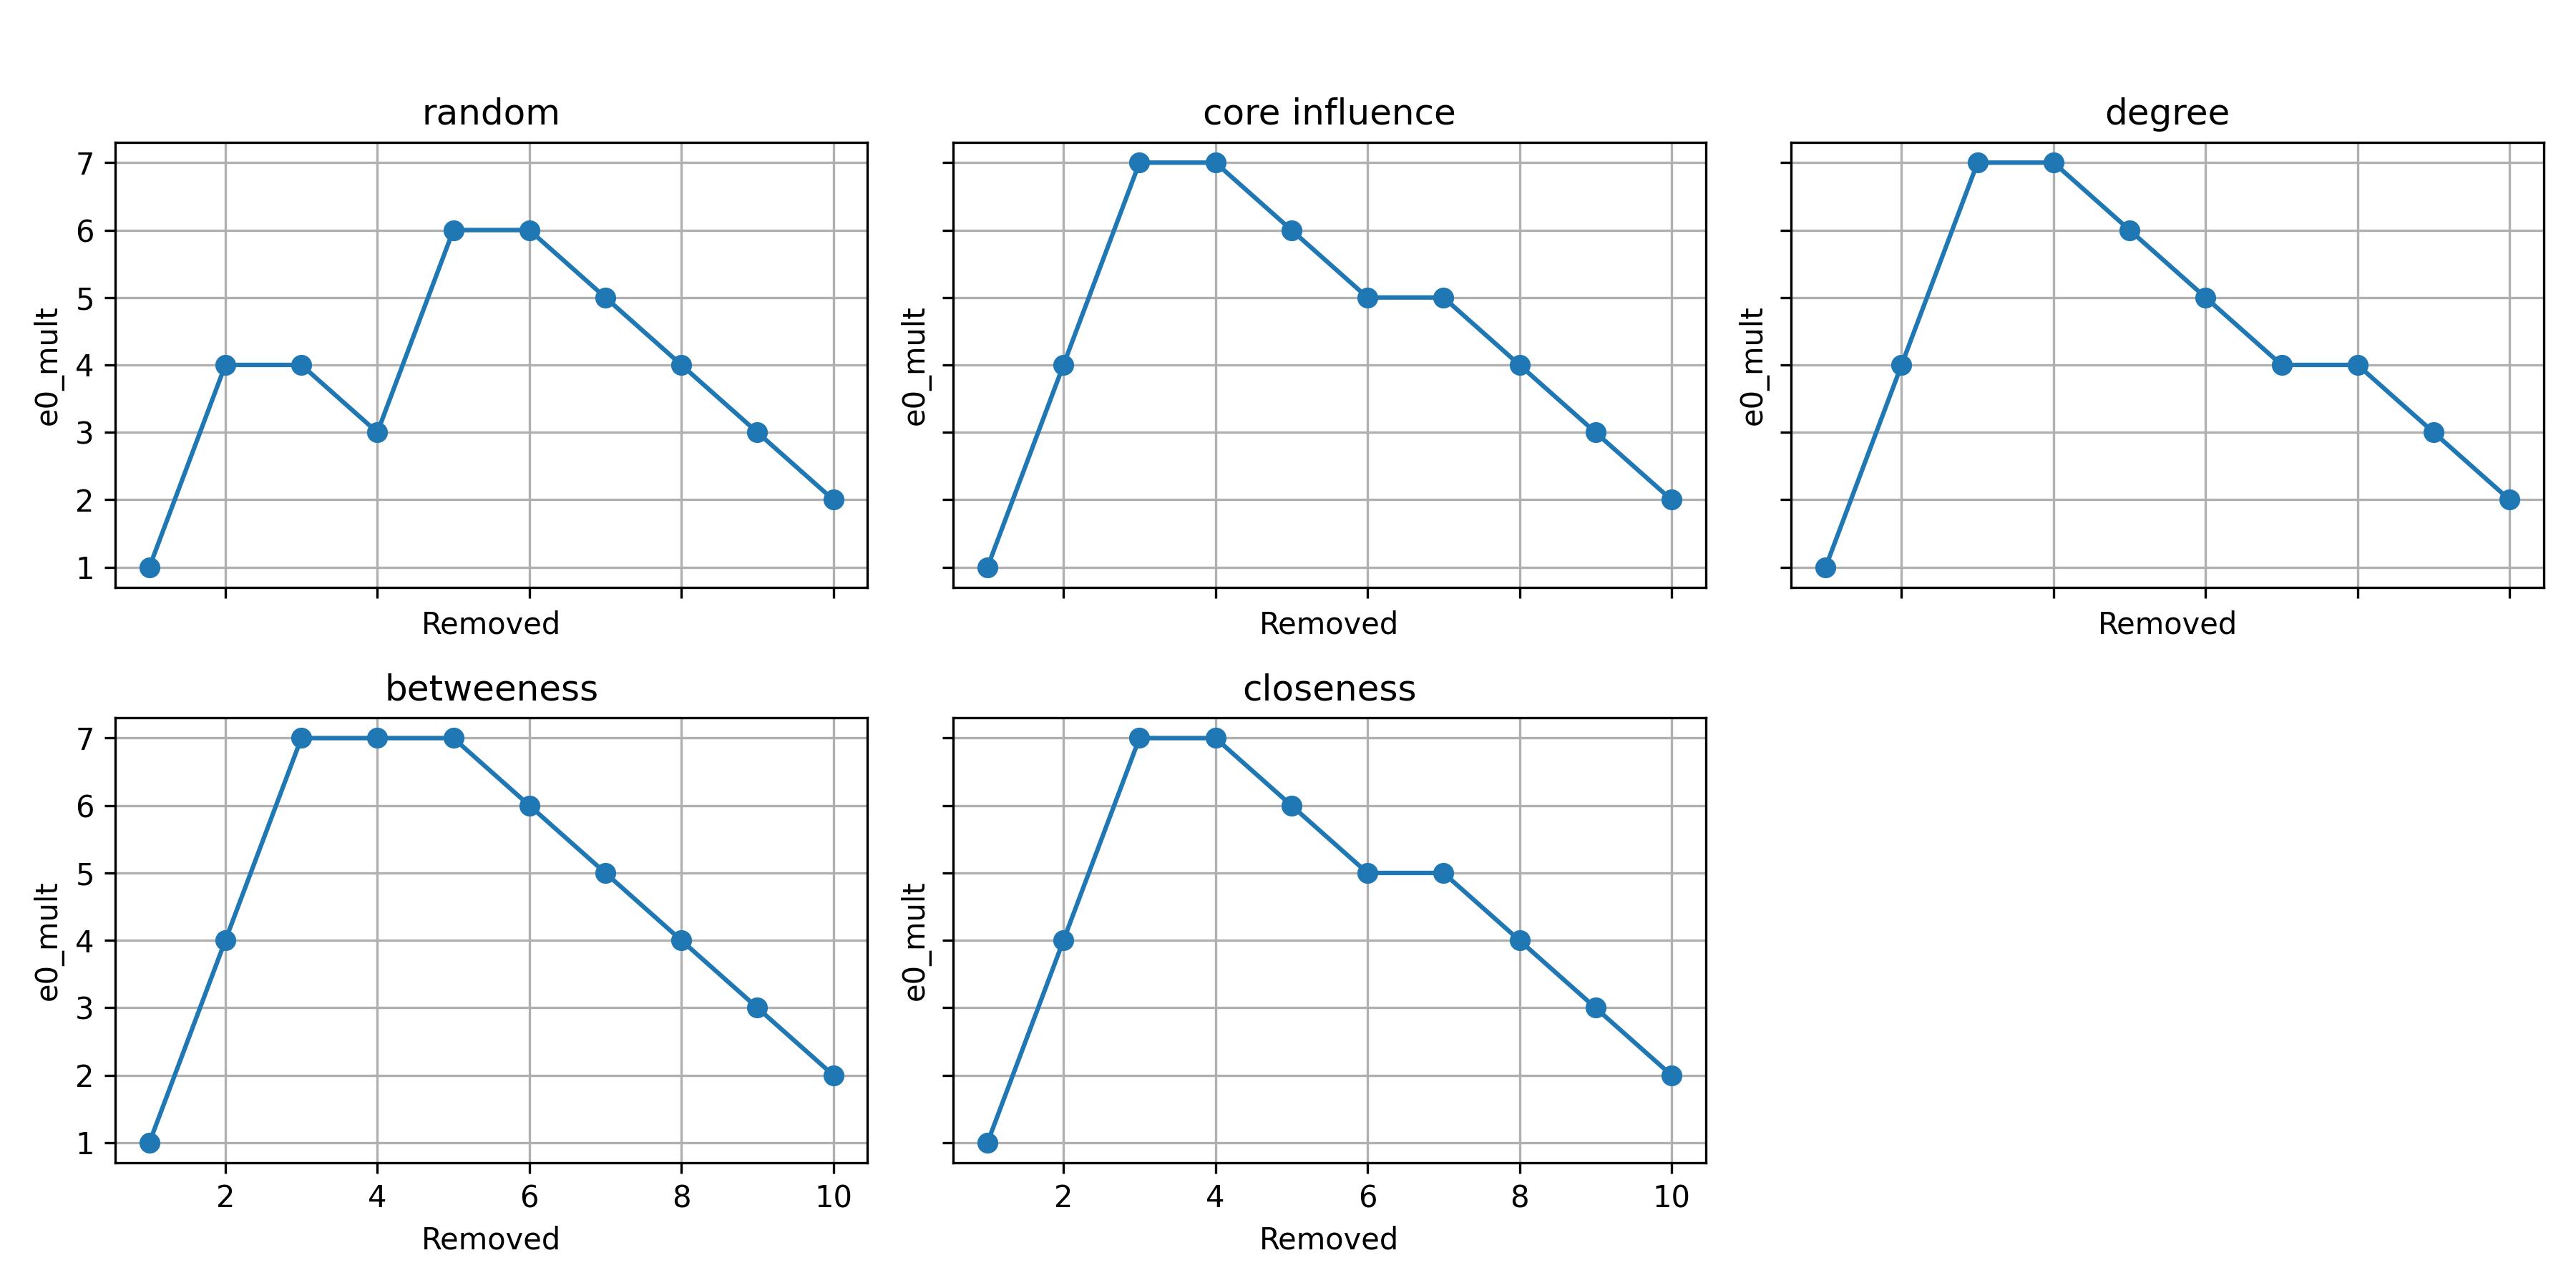 random
core influence
degree
7
6
5
4
3
2
1
e0_mult
e0_mult
e0_mult
Removed
Removed
Removed
betweeness
closeness
7
6
5
4
3
2
1
e0_mult
e0_mult
2 4 6 8 10
2 4 6 8 10
Removed
Removed